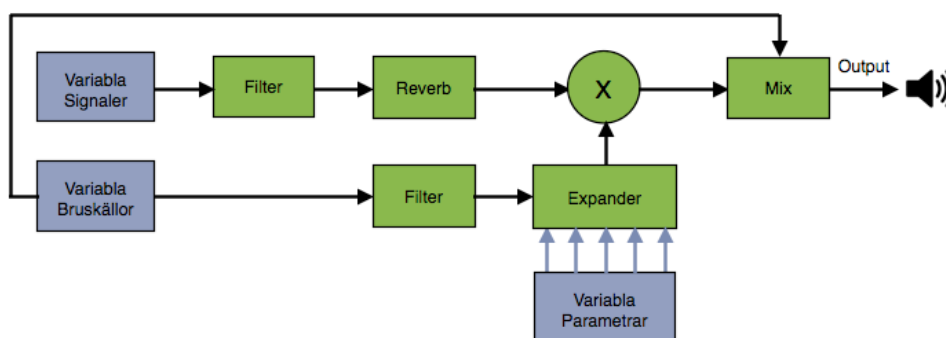 Output
Variabla
Signaler
Filter
Reverb
X
Mix
Variabla
Bruskällor
Filter
Expander
Variabla
Parametrar